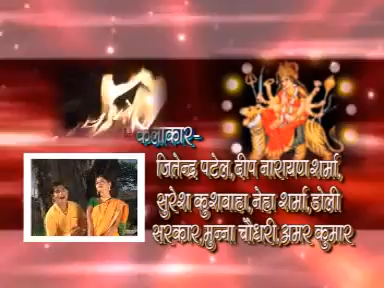 कलाकार-
जितेन्द्र पटेल,दीप नारायण शर्मा,
सुरेश कुशवाहा,नेहा शर्मा,डोली
सरकार,मुन्ना चौधरी,अमर कुमार